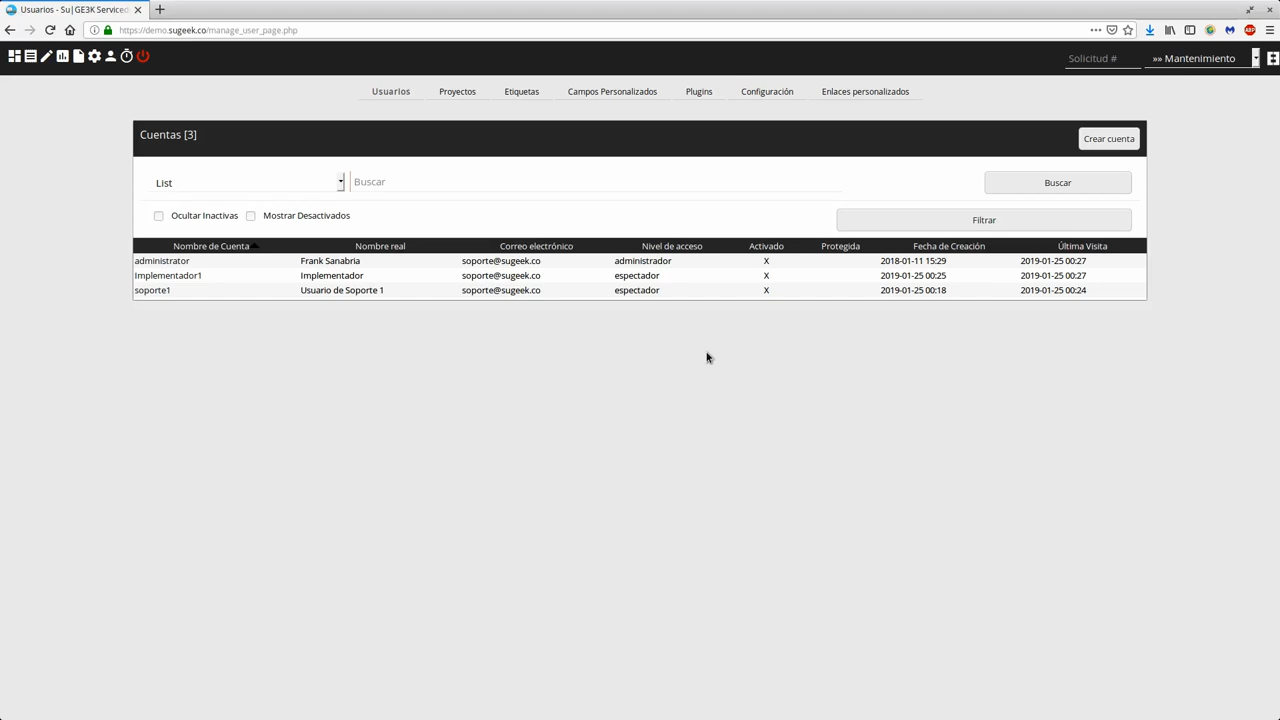 Usuarios - Su|GE3K Serviced
https://demo.sugeek.co/manage_user_page.php
Solicitud # »» Mantenimiento
Usuarios Proyectos Etiquetas Campos Personalizados Plugins Configuración Enlaces personalizados
Cuentas [3] Crear cuenta
List Buscar Buscar
Ocultar Inactivas Mostrar Desactivados Filtrar
Nombre de Cuenta Nombre real Correo electrónico Nivel de acceso Activado Protegida Fecha de Creación Última Visita
administrator Frank Sanabria soporte@sugeek.co administrador X 2018-01-11 15:29 2019-01-25 00:27
Implementador1 Implementador soporte@sugeek.co espectador X 2019-01-25 00:25 2019-01-25 00:27
soporte1 Usuario de Soporte 1 soporte@sugeek.co espectador X 2019-01-25 00:18 2019-01-25 00:24